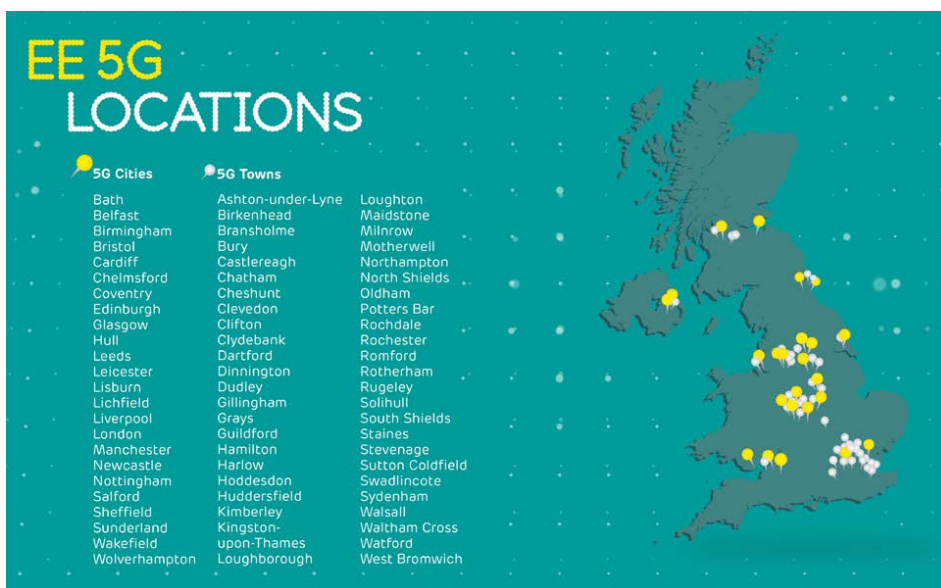 EE 5G
LOCATIONS
5G Cities
Bath
Belfast
Birmingham
Bristol
Cardiff
Chelmsford
Coventry
Edinburgh
Glasgow
Hull
Leeds
Leicester
Lisburn
Lichfield
Liverpool
London
Manchester
Newcastle
Nottingham
Salford
Sheffield
Sunderland
Wakefield
Wolverhampton
5G Towns
Ashton-under-Lyne
Birkenhead
Bransholme
Bury
Castlereagh
Chatham
Cheshunt
Clevedon
Clifton
Clydebank
Dartford
Dinnington
Dudley
Gillingham
Grays
Guildford
Hamilton
Harlow
Hoddesdon
Huddersfield
Kimberley
Kingston-
upon-Thames
Loughborough
Loughton
Maidstone
Milnrow
Motherwell
Northampton
North Shields
Oldham
Potters Bar
Rochdale
Rochester
Romford
Rotherham
Rugeley
Solihull
South Shields
Staines
Stevenage
Sutton Coldfield
Swadlincote
Sydenham
Walsall
Waltham Cross
Watford
West Bromwich